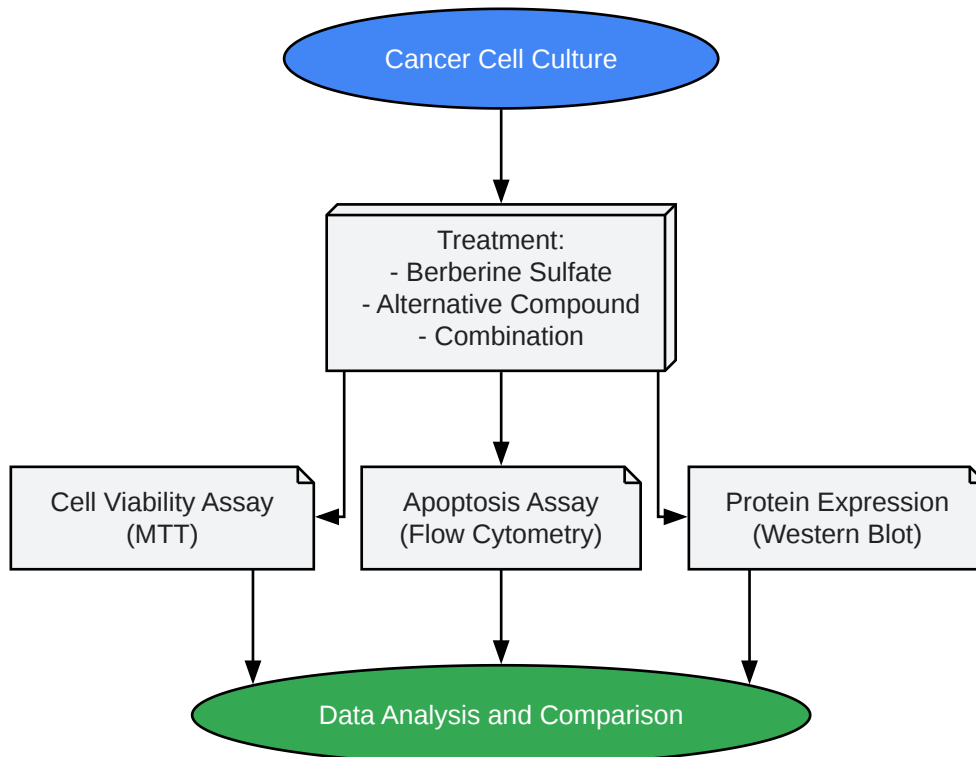 Cancer Cell Culture
Treatment:
- Berberine Sulfate
- Alternative Compound
- Combination
Cell Viability Assay
(MTT)
Apoptosis Assay
(Flow Cytometry)
Protein Expression
(Western Blot)
Data Analysis and Comparison